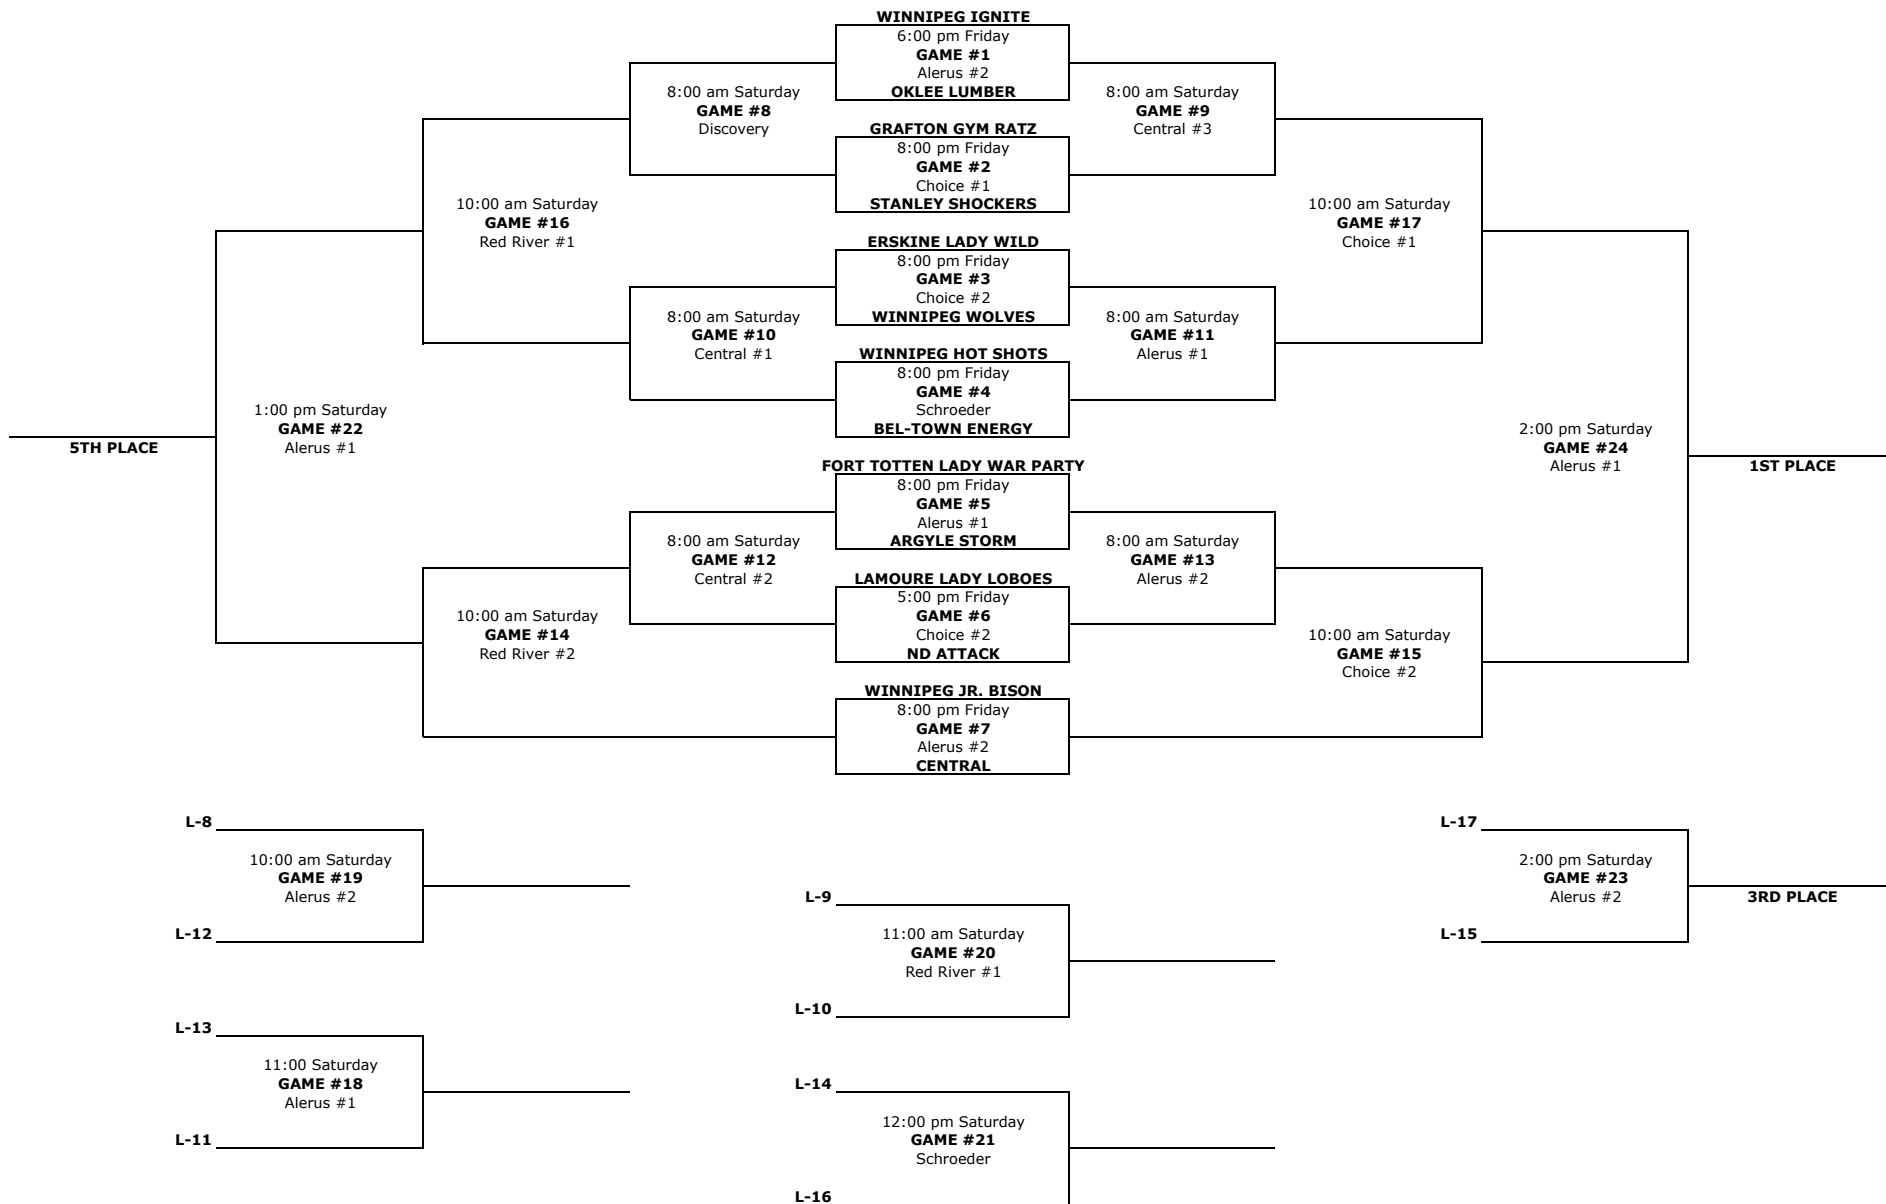 WINNIPEG IGNITE
6:00 pm Friday
GAME #1
Alerus #2
OKLEE LUMBER
8:00 am Saturday
GAME #8
Discovery
8:00 am Saturday
GAME #9
Central #3
GRAFTON GYM RATZ
8:00 pm Friday
GAME #2
Choice #1
STANLEY SHOCKERS
10:00 am Saturday
GAME #16
Red River #1
10:00 am Saturday
GAME #17
Choice #1
ERSKINE LADY WILD
8:00 pm Friday
GAME #3
Choice #2
WINNIPEG WOLVES
8:00 am Saturday
GAME #10
Central #1
8:00 am Saturday
GAME #11
Alerus #1
WINNIPEG HOT SHOTS
8:00 pm Friday
GAME #4
Schroeder
BEL-TOWN ENERGY
1:00 pm Saturday
GAME #22
Alerus #1
5TH PLACE
2:00 pm Saturday
GAME #24
Alerus #1
1ST PLACE
FORT TOTTEN LADY WAR PARTY
8:00 pm Friday
GAME #5
Alerus #1
ARGYLE STORM
8:00 am Saturday
GAME #12
Central #2
8:00 am Saturday
GAME #13
Alerus #2
LAMOURE LADY LOBOES
5:00 pm Friday
GAME #6
Choice #2
ND ATTACK
10:00 am Saturday
GAME #14
Red River #2
10:00 am Saturday
GAME #15
Choice #2
WINNIPEG JR. BISON
8:00 pm Friday
GAME #7
Alerus #2
CENTRAL
L-8
10:00 am Saturday
GAME #19
Alerus #2
L-12
L-9
11:00 am Saturday
GAME #20
Red River #1
L-10
L-17
2:00 pm Saturday
GAME #23
Alerus #2
L-15
3RD PLACE
L-13
11:00 Saturday
GAME #18
Alerus #1
L-11
L-14
12:00 pm Saturday
GAME #21
Schroeder
L-16